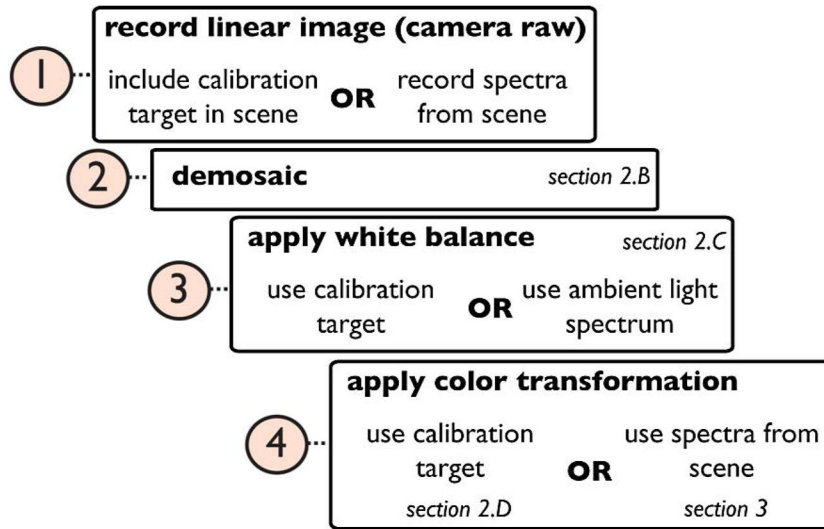 record linear image (camera raw)
1
include calibration target in scene
OR
record spectra from scene
2
demosaic
section 2.B
apply white balance
section 2.C
3
use calibration target
OR
use ambient light spectrum
apply color transformation
4
use calibration target
OR
use spectra from scene
section 2.D
section 3